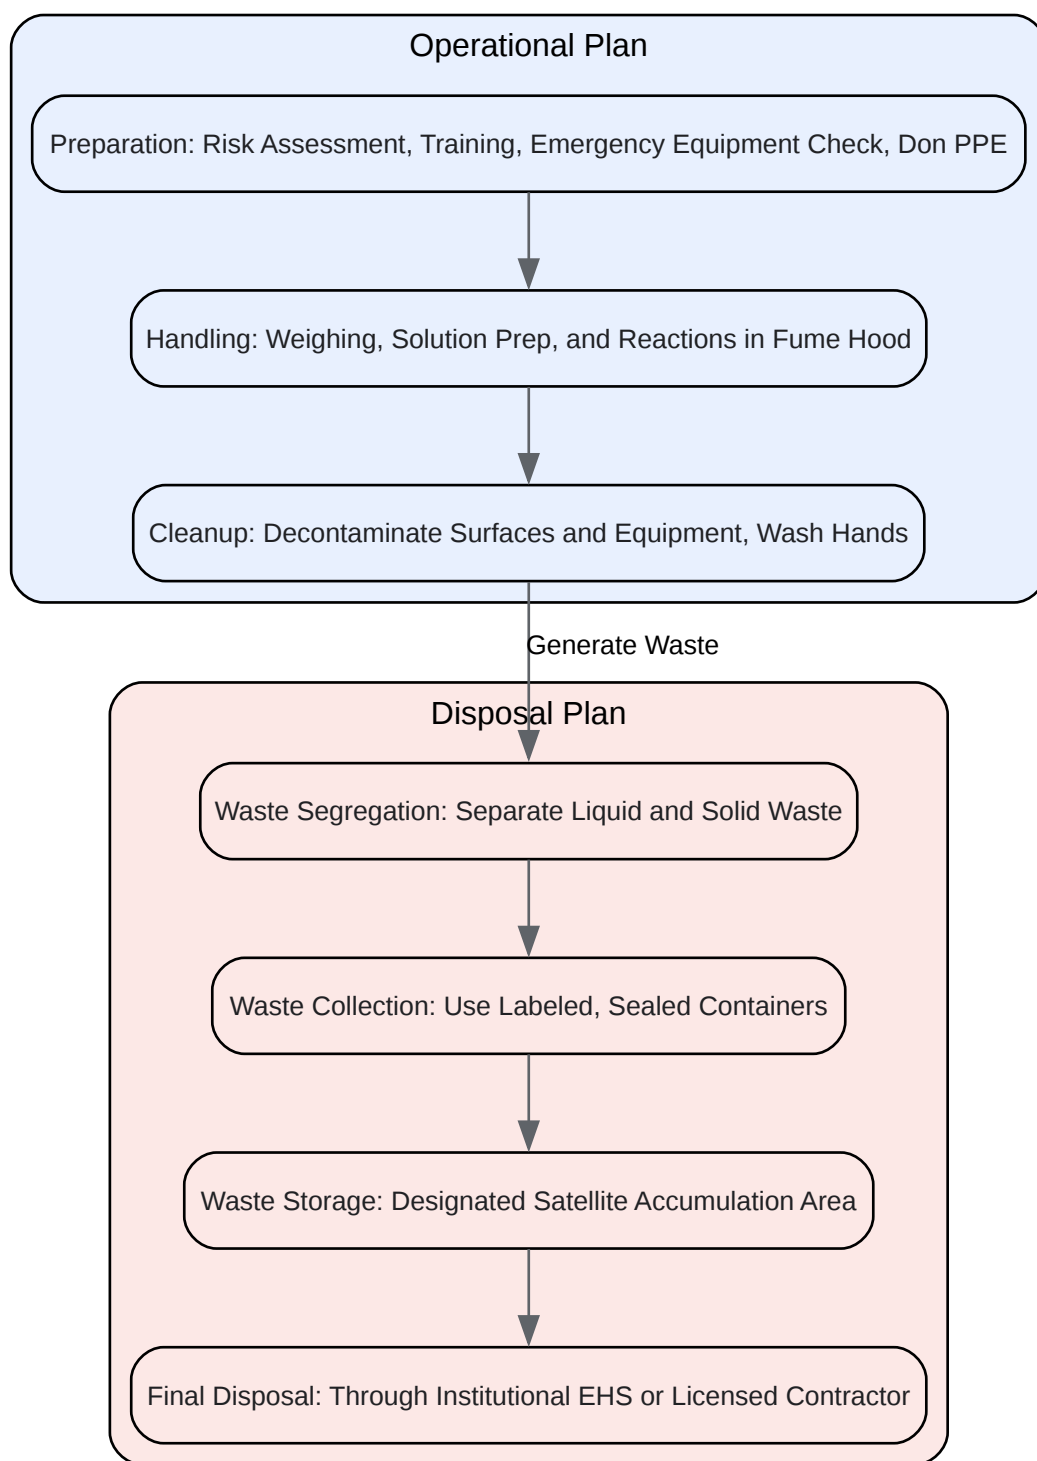 Operational Plan
Preparation: Risk Assessment, Training, Emergency Equipment Check, Don PPE
Handling: Weighing, Solution Prep, and Reactions in Fume Hood
Cleanup: Decontaminate Surfaces and Equipment, Wash Hands
Generate Waste
Disposal Plan
Waste Segregation: Separate Liquid and Solid Waste
Waste Collection: Use Labeled, Sealed Containers
Waste Storage: Designated Satellite Accumulation Area
Final Disposal: Through Institutional EHS or Licensed Contractor